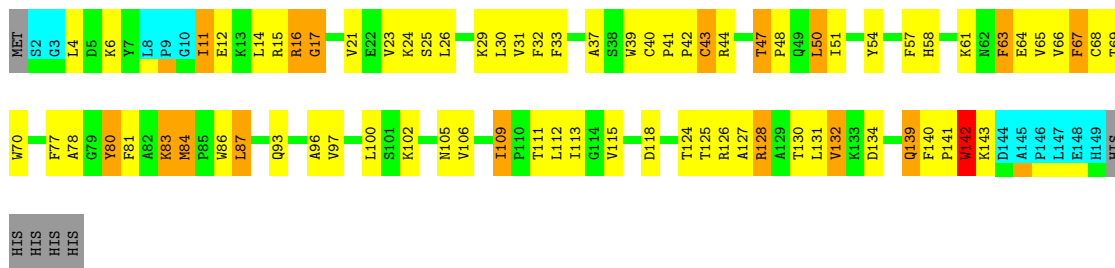 MET S2 G3 L4 D5 K6 Y7 L8 P9 G10 I11 E12 K13 L14 R15 R16 G17 V21 E22 V23 K24 S25 L26 K29 L30 V31 F32 F33 A37 S38 W39 C40 P41 P42 C43 R44 T47 P48 Q49 L50 I51 Y54 F57 H58 K61 N62 F63 E64 V65 V66 F67 C68 T69
W70 F77 A78 G79 Y80 F81 A82 K83 M84 P85 W86 L87 Q93 A96 V97 L100 S101 K102 N105 V106 I109 P110 T111 L112 I113 G114 V115 D118 T124 T125 R126 A127 R128 A129 T130 L131 V132 K133 D134 Q139 F140 P141 W142 K143 D144 A145 P146 L147 E148 H149 HIS
HIS HIS HIS HIS